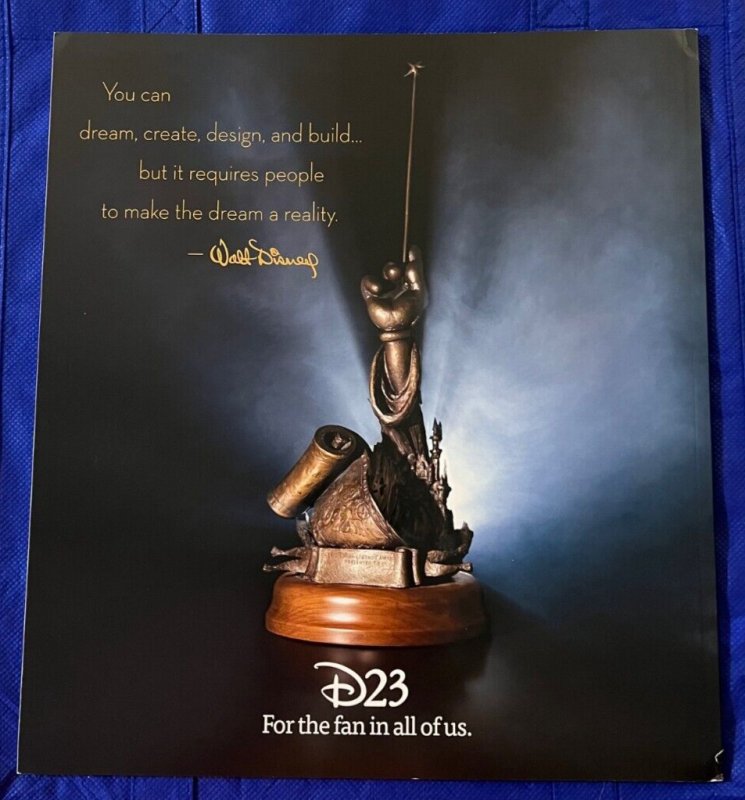 You can
dream, create, design, and build...
but it requires people
to make the dream a reality.
– Walt Disney
D23
For the fan in all of us.